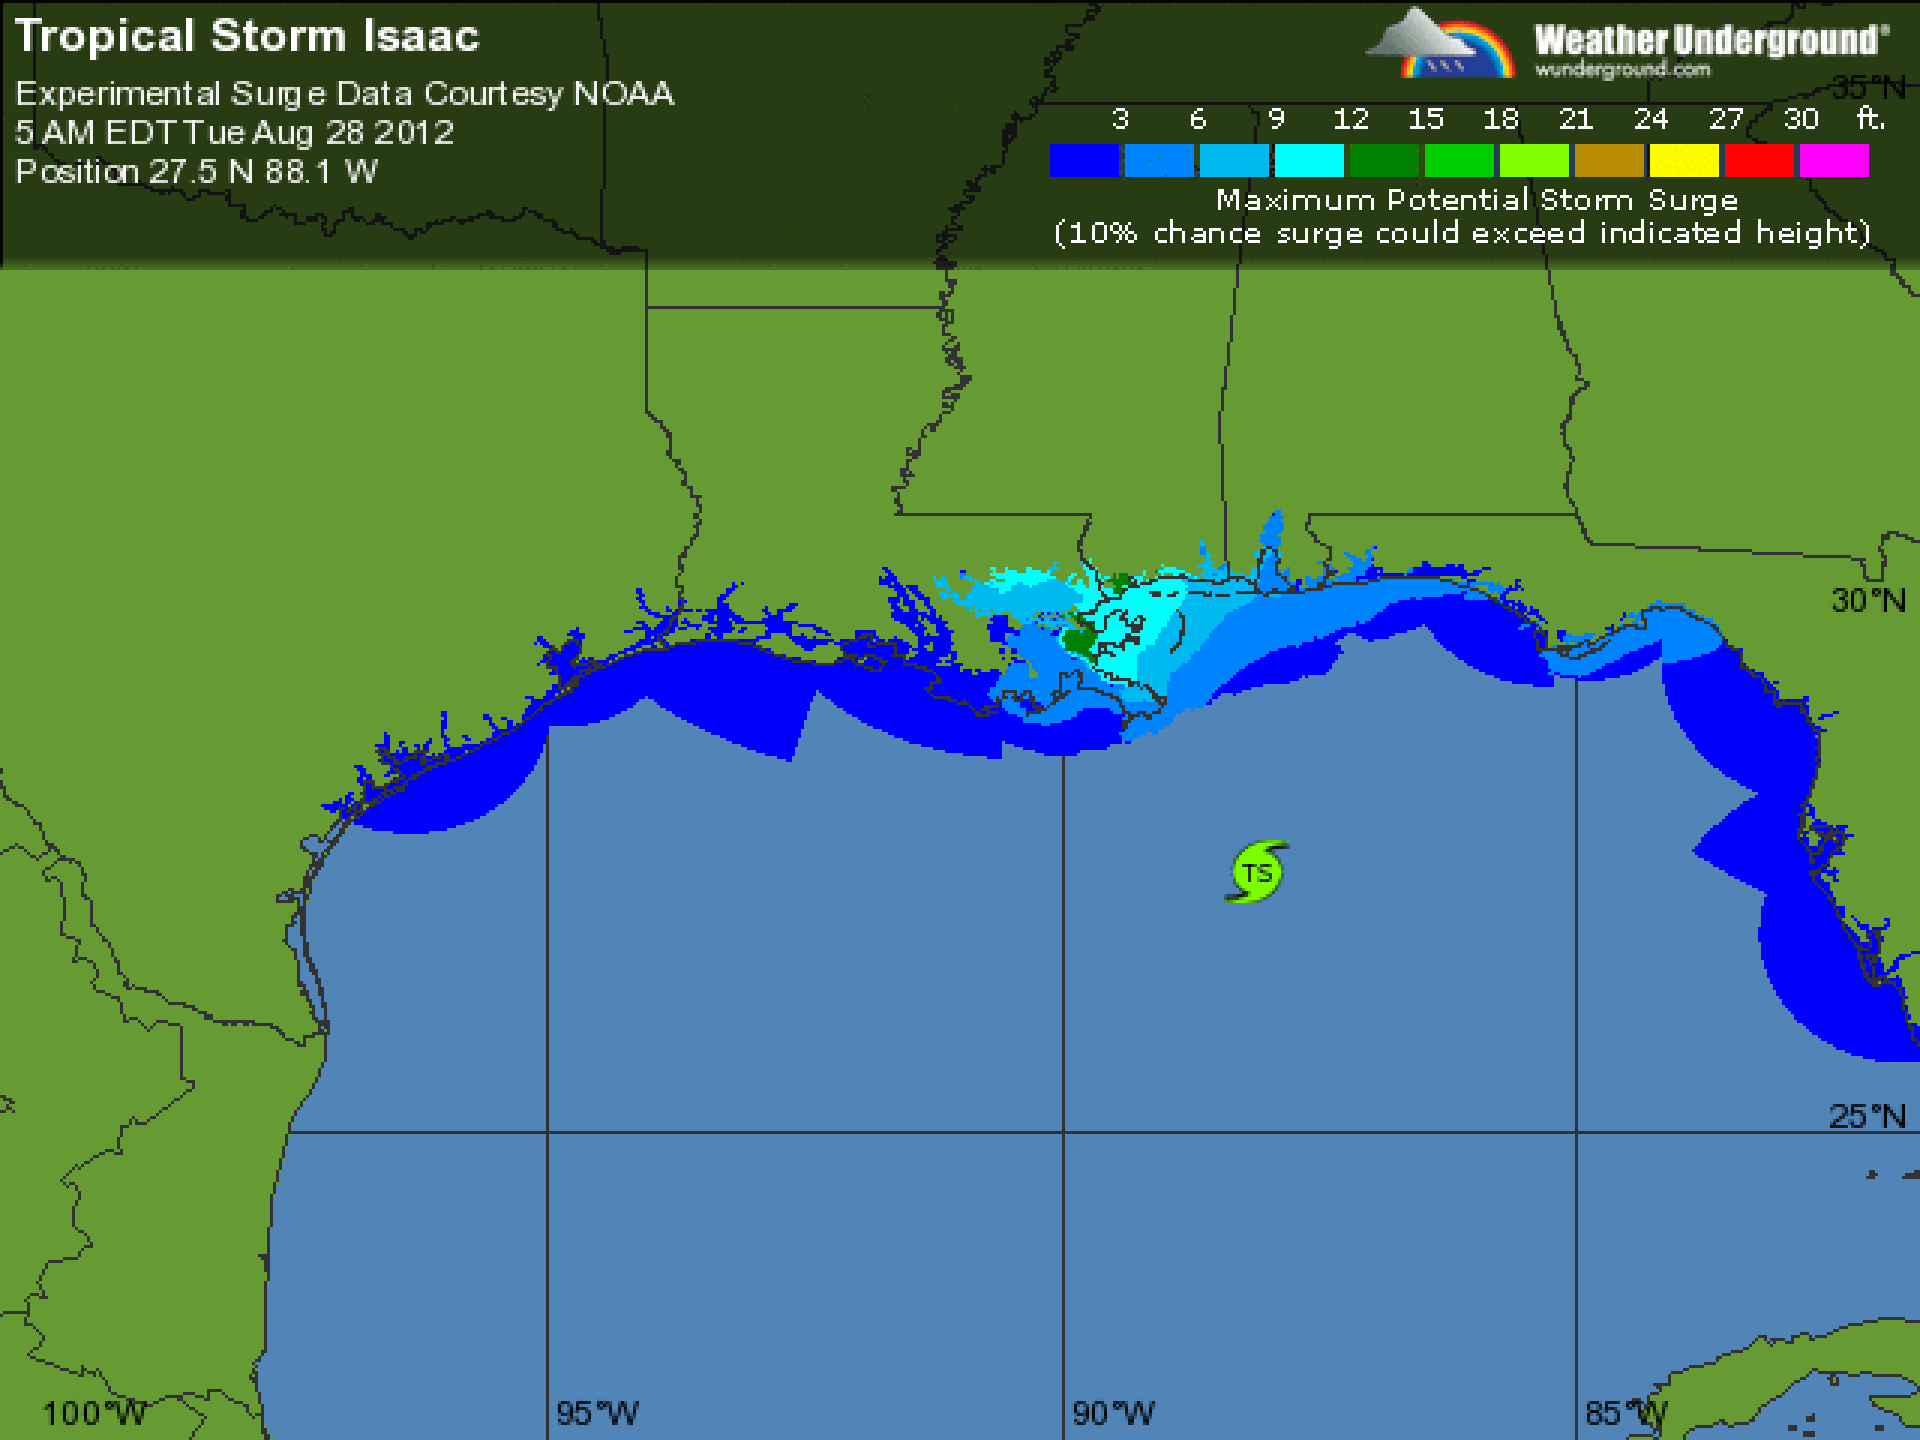 Tropical Storm Isaac
Experimental Surge Data Courtesy NOAA
5 AM EDT Tue Aug 28 2012
Position 27.5 N 88.1 W
Weather Underground®
wunderground.com
35°N
3 6 9 12 15 18 21 24 27 30 ft.
Maximum Potential Storm Surge
(10% chance surge could exceed indicated height)
30°N
TS
25°N
100°W
95°W
90°W
85°W